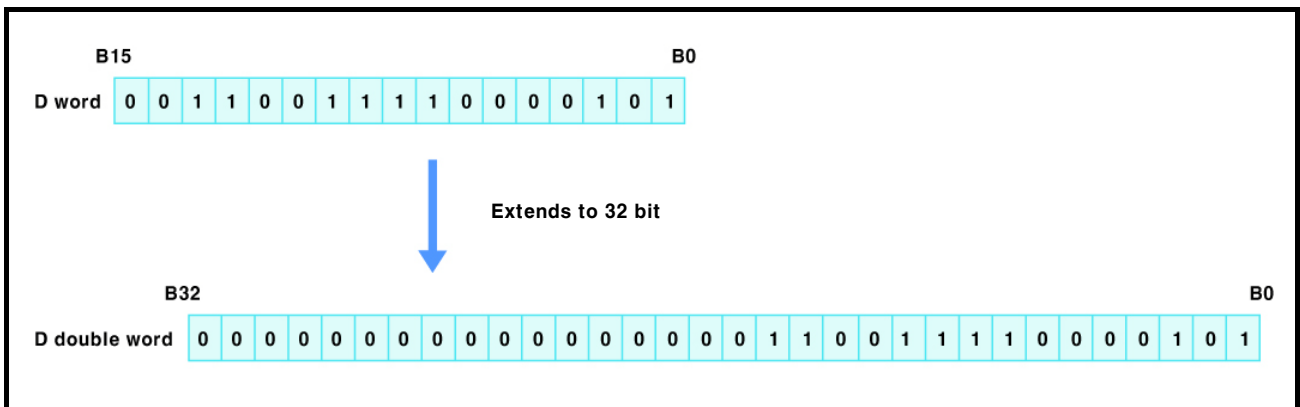 B15 B0
D word 0 0 1 1 0 0 1 1 1 1 0 0 0 0 1 0 1
Extends to 32 bit
B32 B0
D double word 0 0 0 0 0 0 0 0 0 0 0 0 0 0 0 0 0 1 1 0 0 1 1 1 1 0 0 0 0 1 0 1